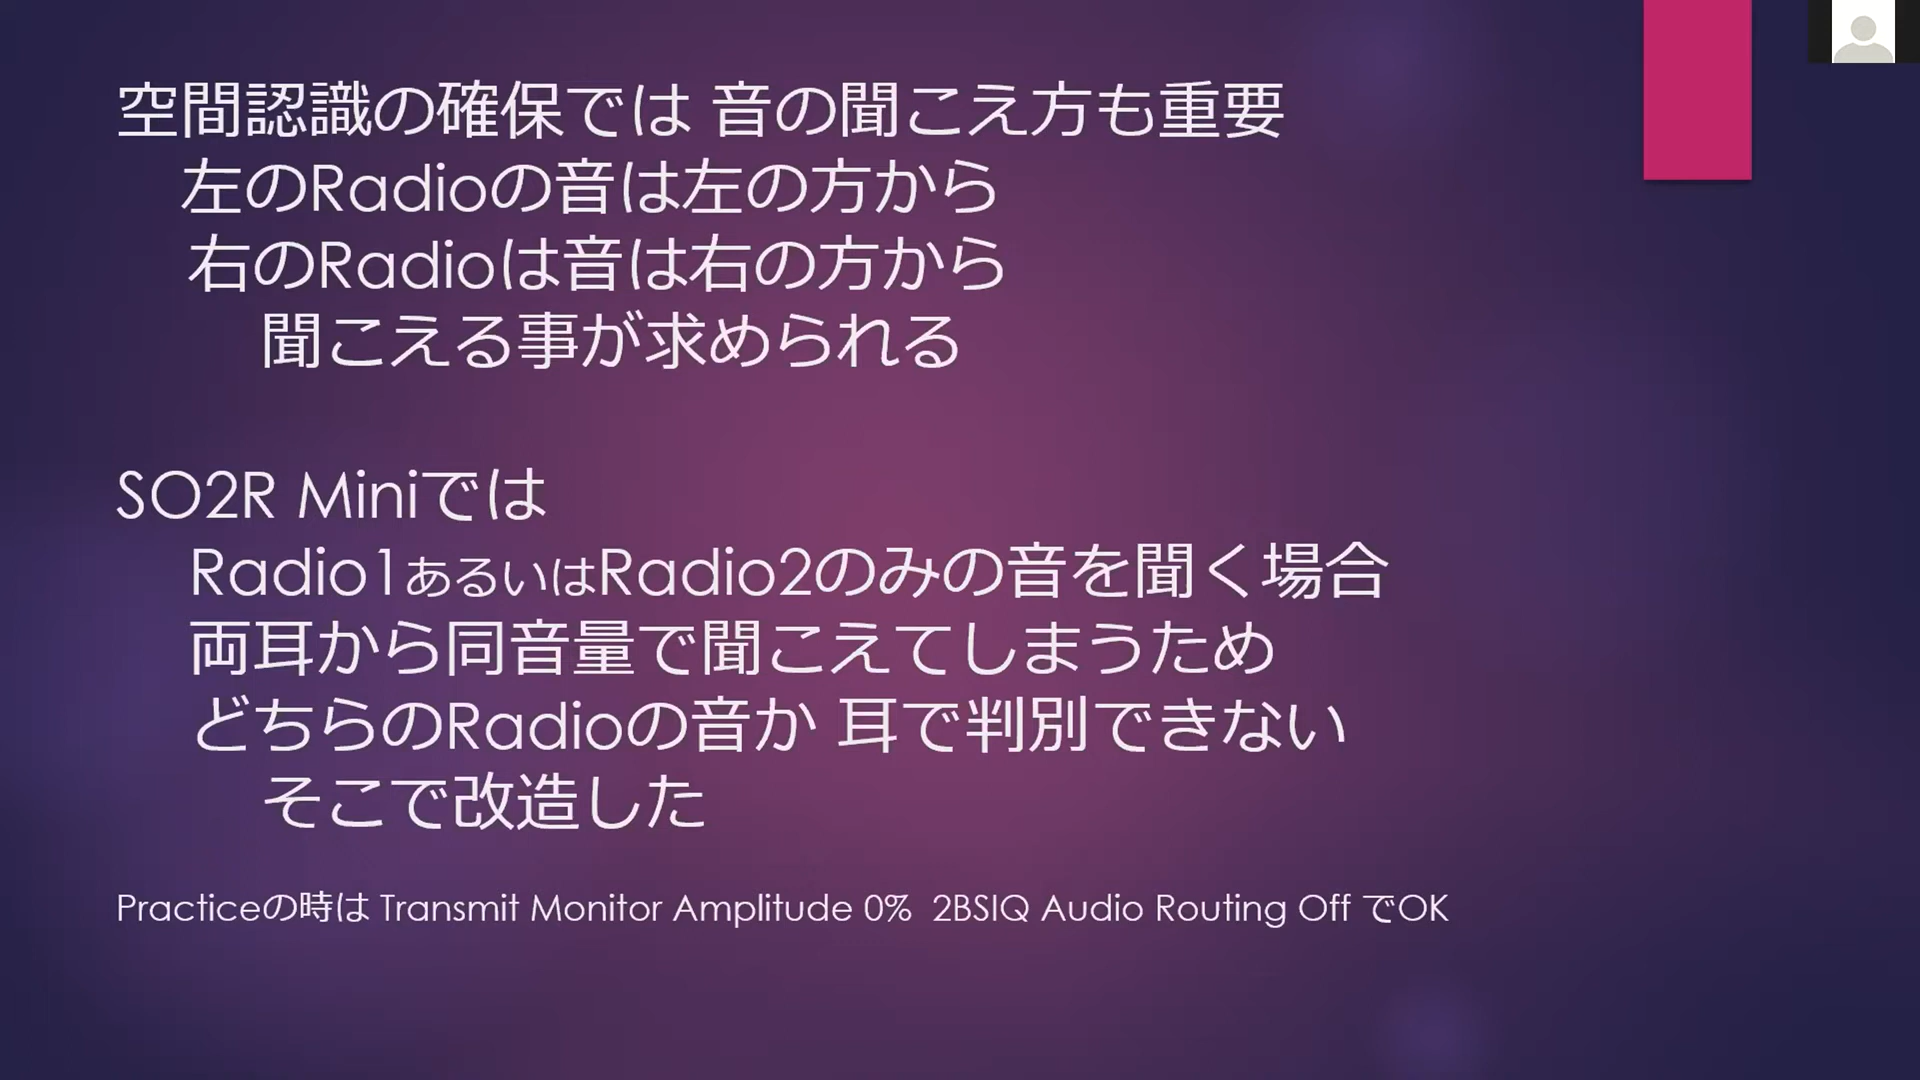 空間認識の確保では 音の聞こえ方も重要
左のRadioの音は左の方から
右のRadioは音は右の方から
聞こえる事が求められる
SO2R Miniでは
Radio1あるいはRadio2のみの音を聞く場合
両耳から同音量で聞こえてしまうため
どちらのRadioの音か 耳で判別できない
そこで改造した
Practiceの時は Transmit Monitor Amplitude 0% 2BSIQ Audio Routing Off でOK